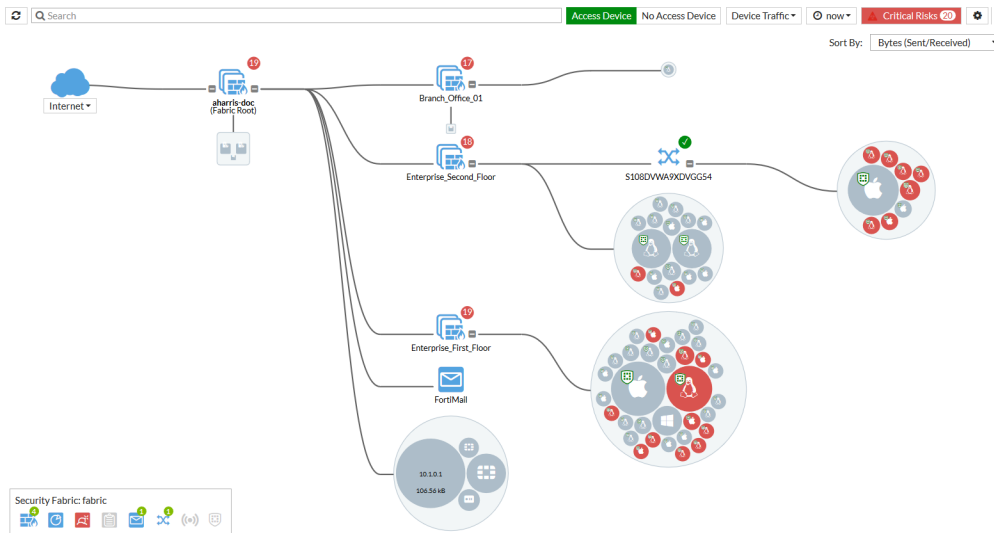 Search
Access Device
No Access Device
Device Traffic
now
Critical Risks 20
Sort By: Bytes (Sent/Received)
Internet
19
aharris-doc
(Fabric Root)
17
Branch_Office_01
18
Enterprise_Second_Floor
S108DVWA9XDVGG54
19
Enterprise_First_Floor
FortiMail
10.1.0.1
106.56 kB
Security Fabric: fabric
4
1
1